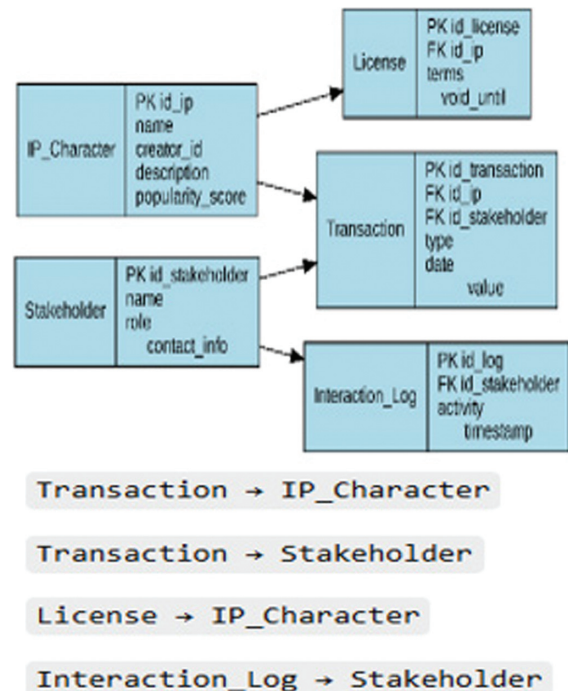 License
PK id_license
FK id_ip
terms
void_until
IP_Character
PK id_ip
name
creator_id
description
popularity_score
Transaction
PK id_transaction
FK id_ip
FK id_stakeholder
type
date
value
Stakeholder
PK id_stakeholder
name
role
contact_info
Interaction_Log
PK id_log
FK id_stakeholder
activity
timestamp
Transaction → IP_Character
Transaction → Stakeholder
License → IP_Character
Interaction_Log → Stakeholder